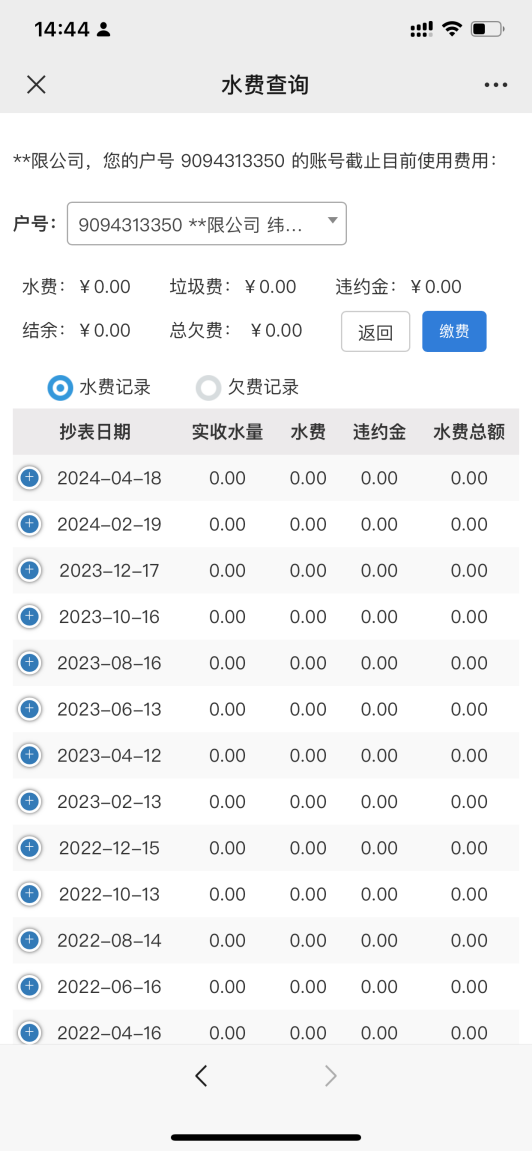 14:44
水费查询
**限公司，您的户号 9094313350 的账号截止目前使用费用：
户号： 9094313350 **限公司 纬...
水费：￥0.00 垃圾费：￥0.00 违约金：￥0.00
结余：￥0.00 总欠费：￥0.00 返回 缴费
水费记录 欠费记录
抄表日期 实收水量 水费 违约金 水费总额
2024-04-18 0.00 0.00 0.00 0.00
2024-02-19 0.00 0.00 0.00 0.00
2023-12-17 0.00 0.00 0.00 0.00
2023-10-16 0.00 0.00 0.00 0.00
2023-08-16 0.00 0.00 0.00 0.00
2023-06-13 0.00 0.00 0.00 0.00
2023-04-12 0.00 0.00 0.00 0.00
2023-02-13 0.00 0.00 0.00 0.00
2022-12-15 0.00 0.00 0.00 0.00
2022-10-13 0.00 0.00 0.00 0.00
2022-08-14 0.00 0.00 0.00 0.00
2022-06-16 0.00 0.00 0.00 0.00
2022-04-16 0.00 0.00 0.00 0.00